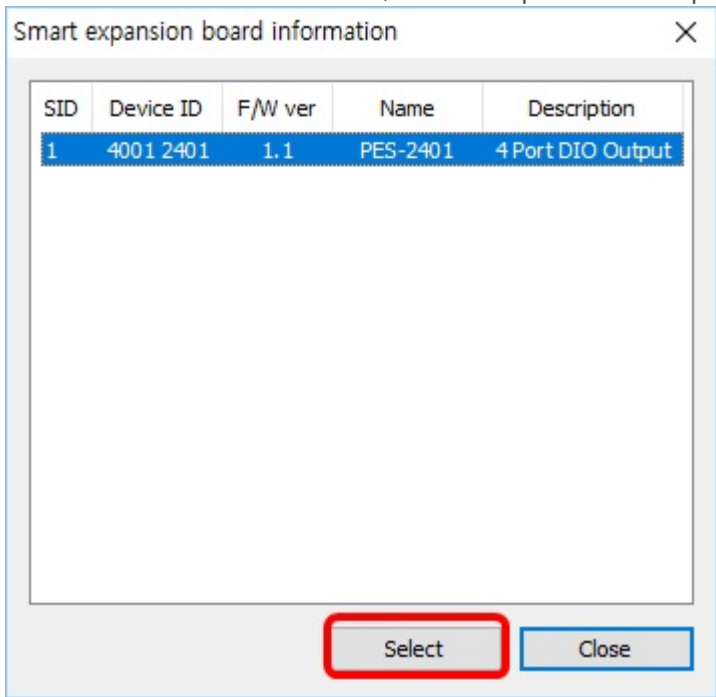 Smart expansion board information
SID Device ID F/W ver Name Description
1 4001 2401 1.1 PES-2401 4 Port DIO Output
Select Close